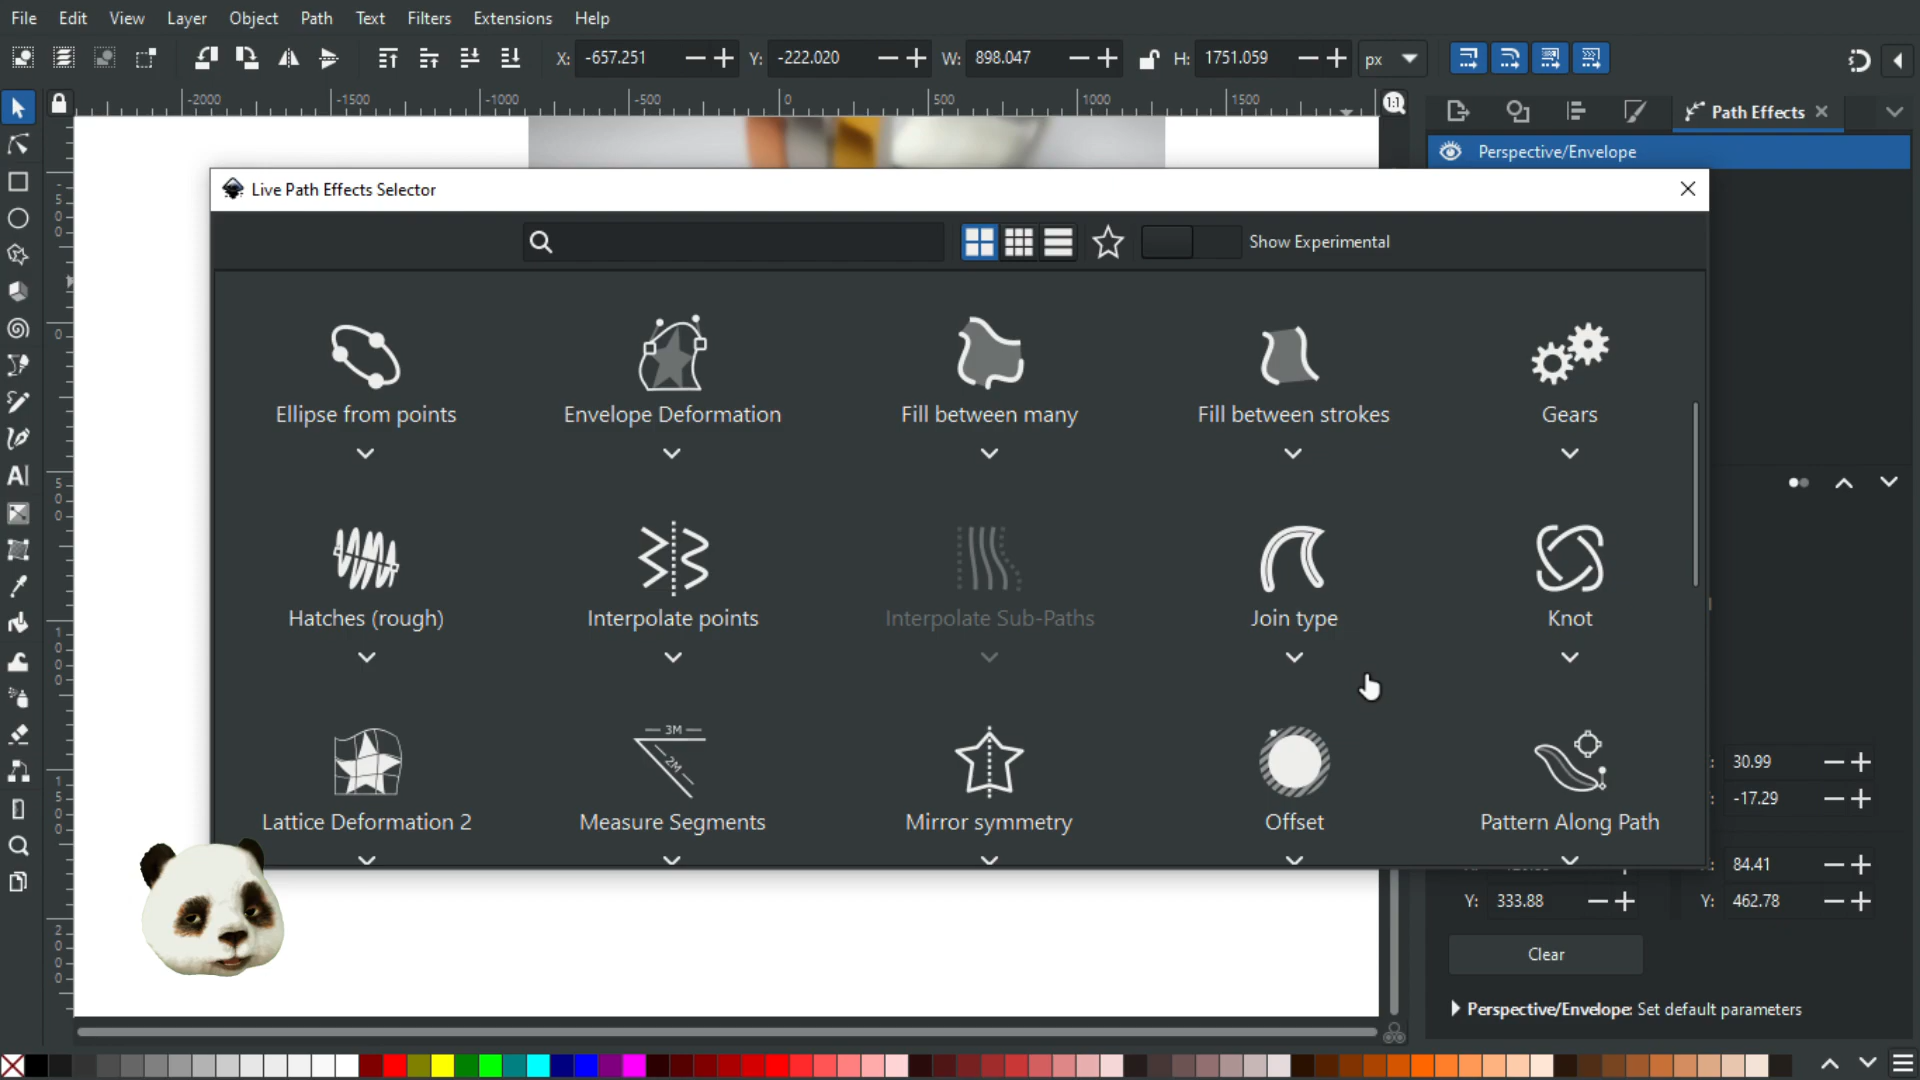 File Edit View Layer Object Path Text Filters Extensions Help
X: -657.251 Y: -222.020 W: 898.047 H: 1751.059 px
-2000 -1500 -1000 -500 0 500 1000 1500 1:1
Path Effects
Perspective/Envelope
Live Path Effects Selector
Show Experimental
Ellipse from points Envelope Deformation Fill between many Fill between strokes Gears
Hatches (rough) Interpolate points Interpolate Sub-Paths Join type Knot
3M
2M
Lattice Deformation 2 Measure Segments Mirror symmetry Offset Pattern Along Path
30.99
-17.29
84.41
Y: 333.88 Y: 462.78
Clear
Perspective/Envelope: Set default parameters